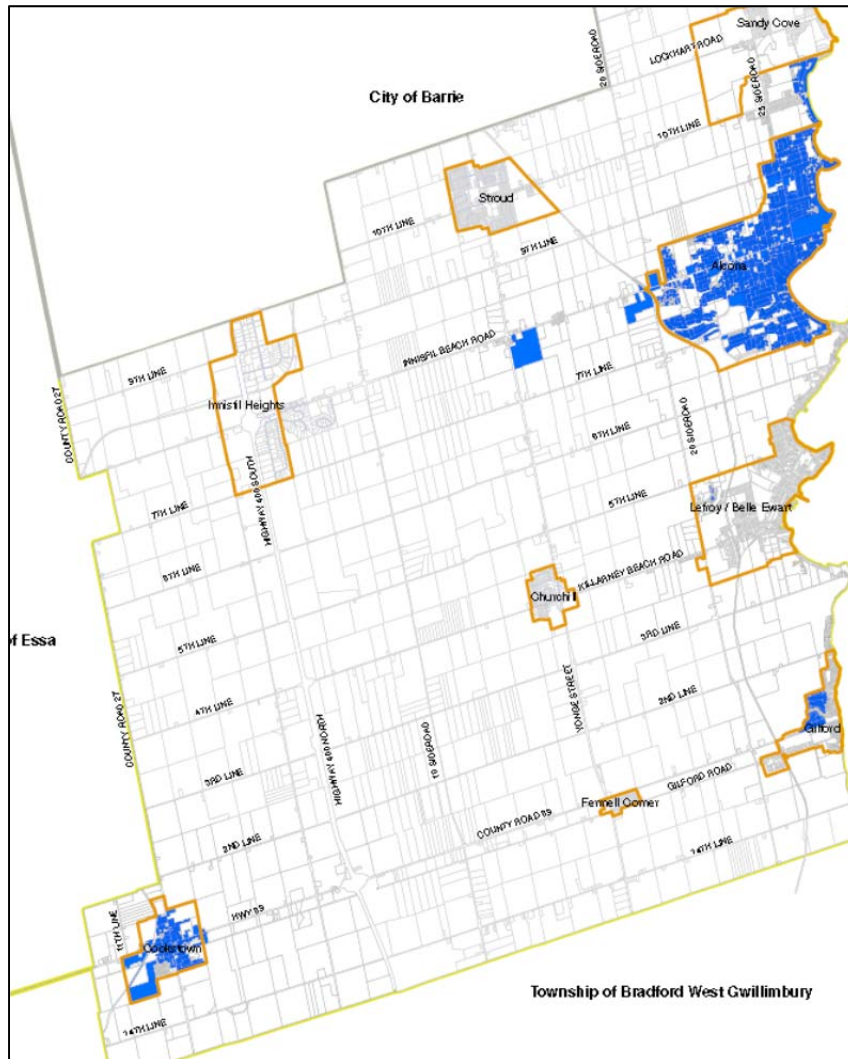 Sandy Cove
LOCKHART ROAD
20 SIDEROAD
25 SIDEROAD
City of Barrie
10TH LINE
Stroud
10TH LINE
9TH LINE
Alcona
INNISFIL BEACH ROAD
9TH LINE
7TH LINE
COUNTY ROAD 27
Innisfil Heights
6TH LINE
20 SIDEROAD
5TH LINE
HIGHWAY 400 SOUTH
7TH LINE
Lefroy / Belle Ewart
6TH LINE
KILLARNEY BEACH ROAD
Churchill
of Essa
5TH LINE
3RD LINE
4TH LINE
YONGE STREET
2ND LINE
COUNTY ROAD 27
HIGHWAY 400 NORTH
10 SIDEROAD
3RD LINE
Gilford
GILFORD ROAD
Fennell Corner
COUNTY ROAD 89
2ND LINE
14TH LINE
HWY 89
11TH LINE
Cookstown
Township of Bradford West Gwillimbury
14TH LINE